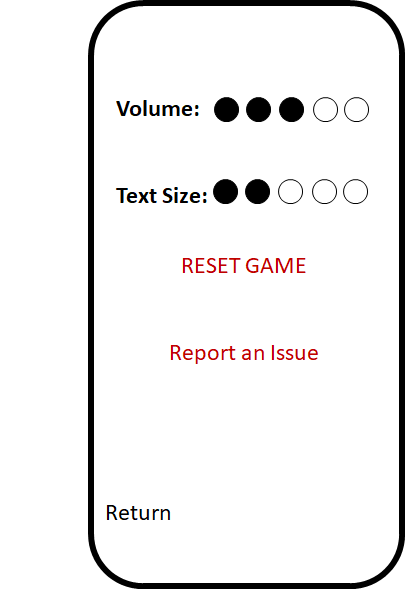 Volume:
Text Size:
RESET GAME
Report an Issue
Return